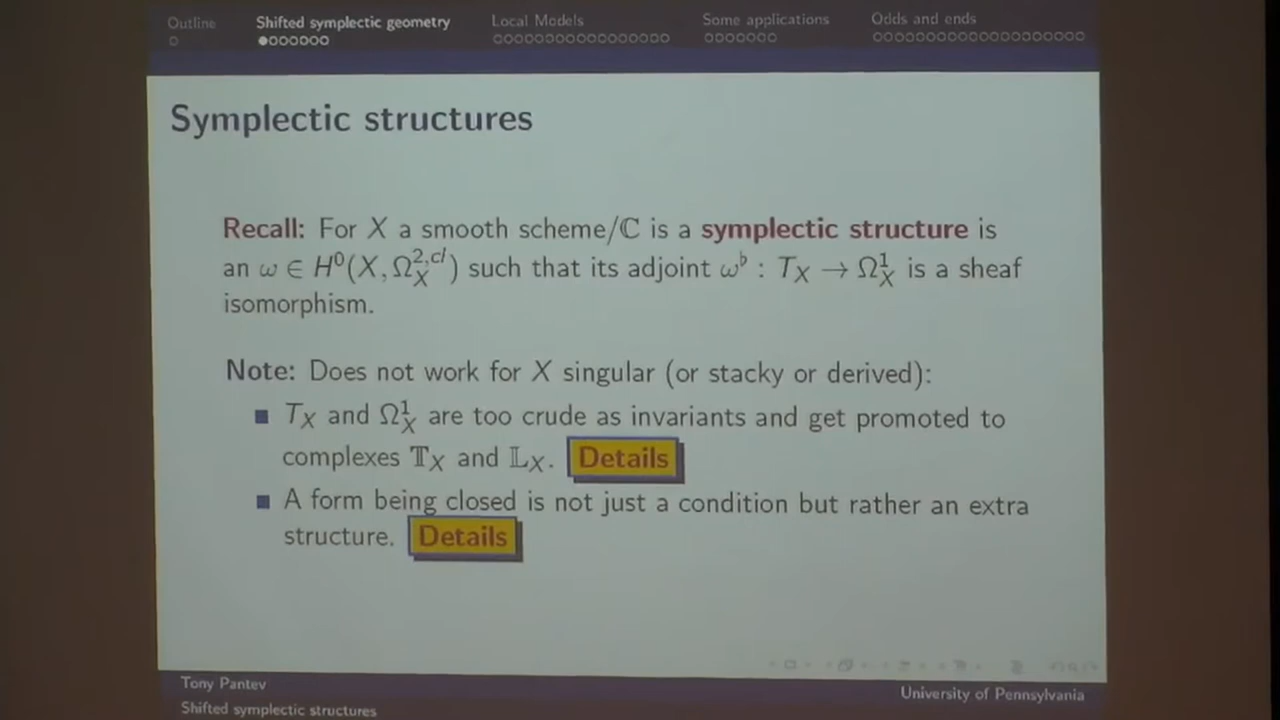 Outline
Shifted symplectic geometry
Local Models
Some applications
Odds and ends
Symplectic structures
Recall: For X a smooth scheme/ℂ is a symplectic structure is
an ω ∈ H⁰(X, Ω_X^{2,cl}) such that its adjoint ω^♭ : T_X → Ω_X^1 is a sheaf
isomorphism.
Note: Does not work for X singular (or stacky or derived):
■ T_X and Ω_X^1 are too crude as invariants and get promoted to
complexes 𝕋_X and 𝕃_X. Details
■ A form being closed is not just a condition but rather an extra
structure. Details
Tony Pantev
University of Pennsylvania
Shifted symplectic structures